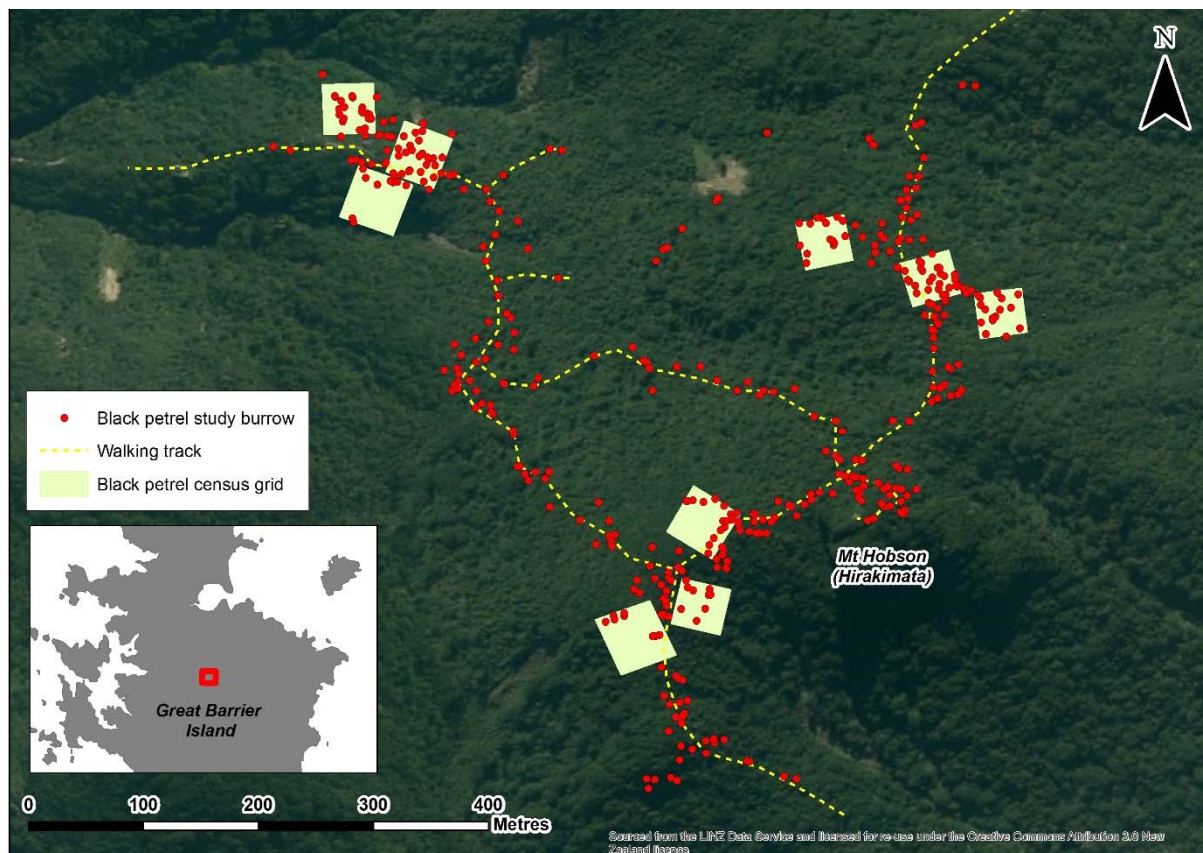 N
Black petrel study burrow
Walking track
Black petrel census grid
Mt Hobson
(Hirakimata)
Great Barrier
Island
0 100 200 300 400
Metres
Sourced from the LINZ Data Service and licensed for re-use under the Creative Commons Attribution 3.0 New
Zealand licence